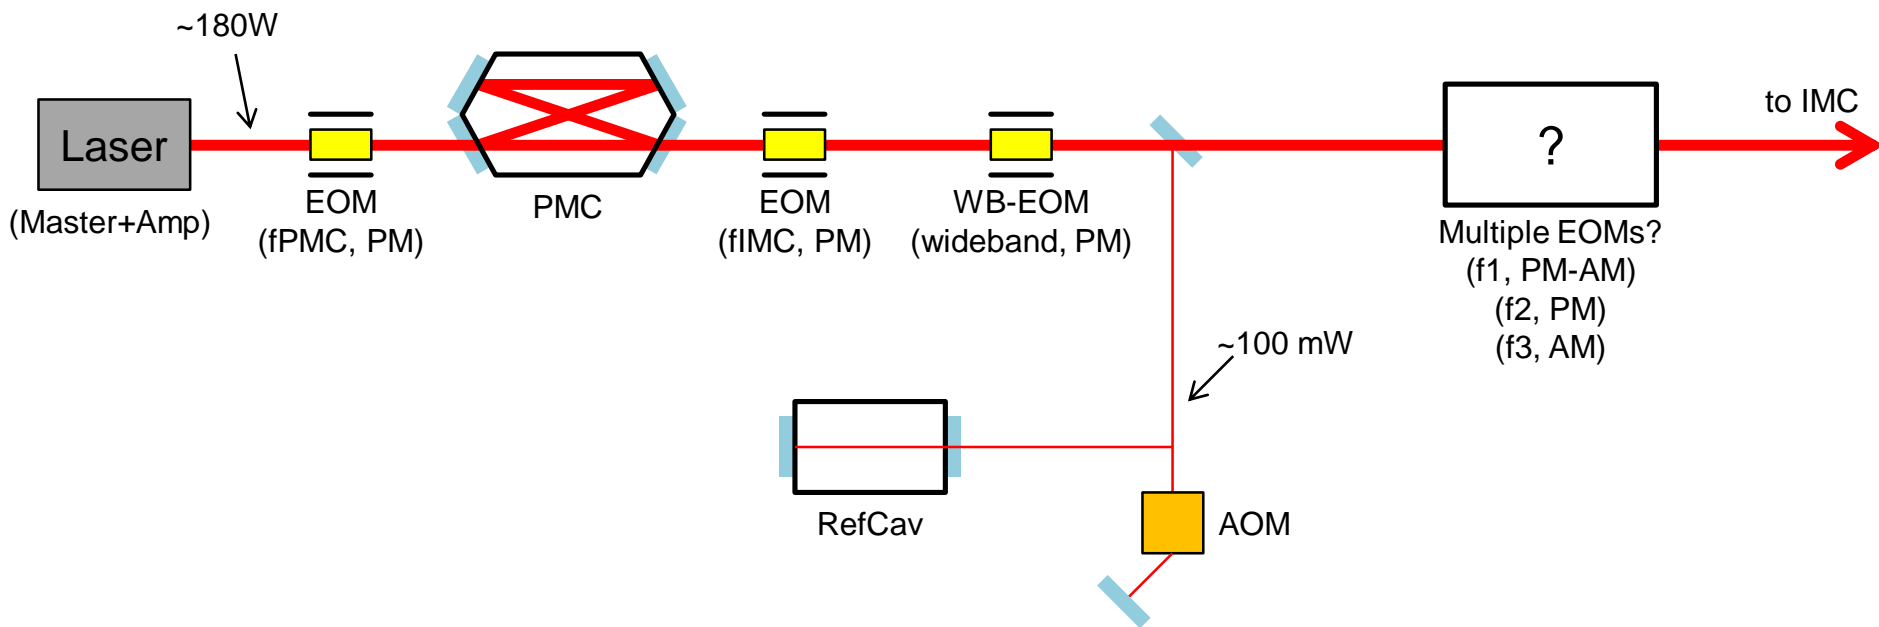 ~180W
Laser
(Master+Amp)
EOM
(fPMC, PM)
PMC
EOM
(fIMC, PM)
WB-EOM
(wideband, PM)
?
Multiple EOMs?
(f1, PM-AM)
(f2, PM)
(f3, AM)
to IMC
~100 mW
RefCav
AOM